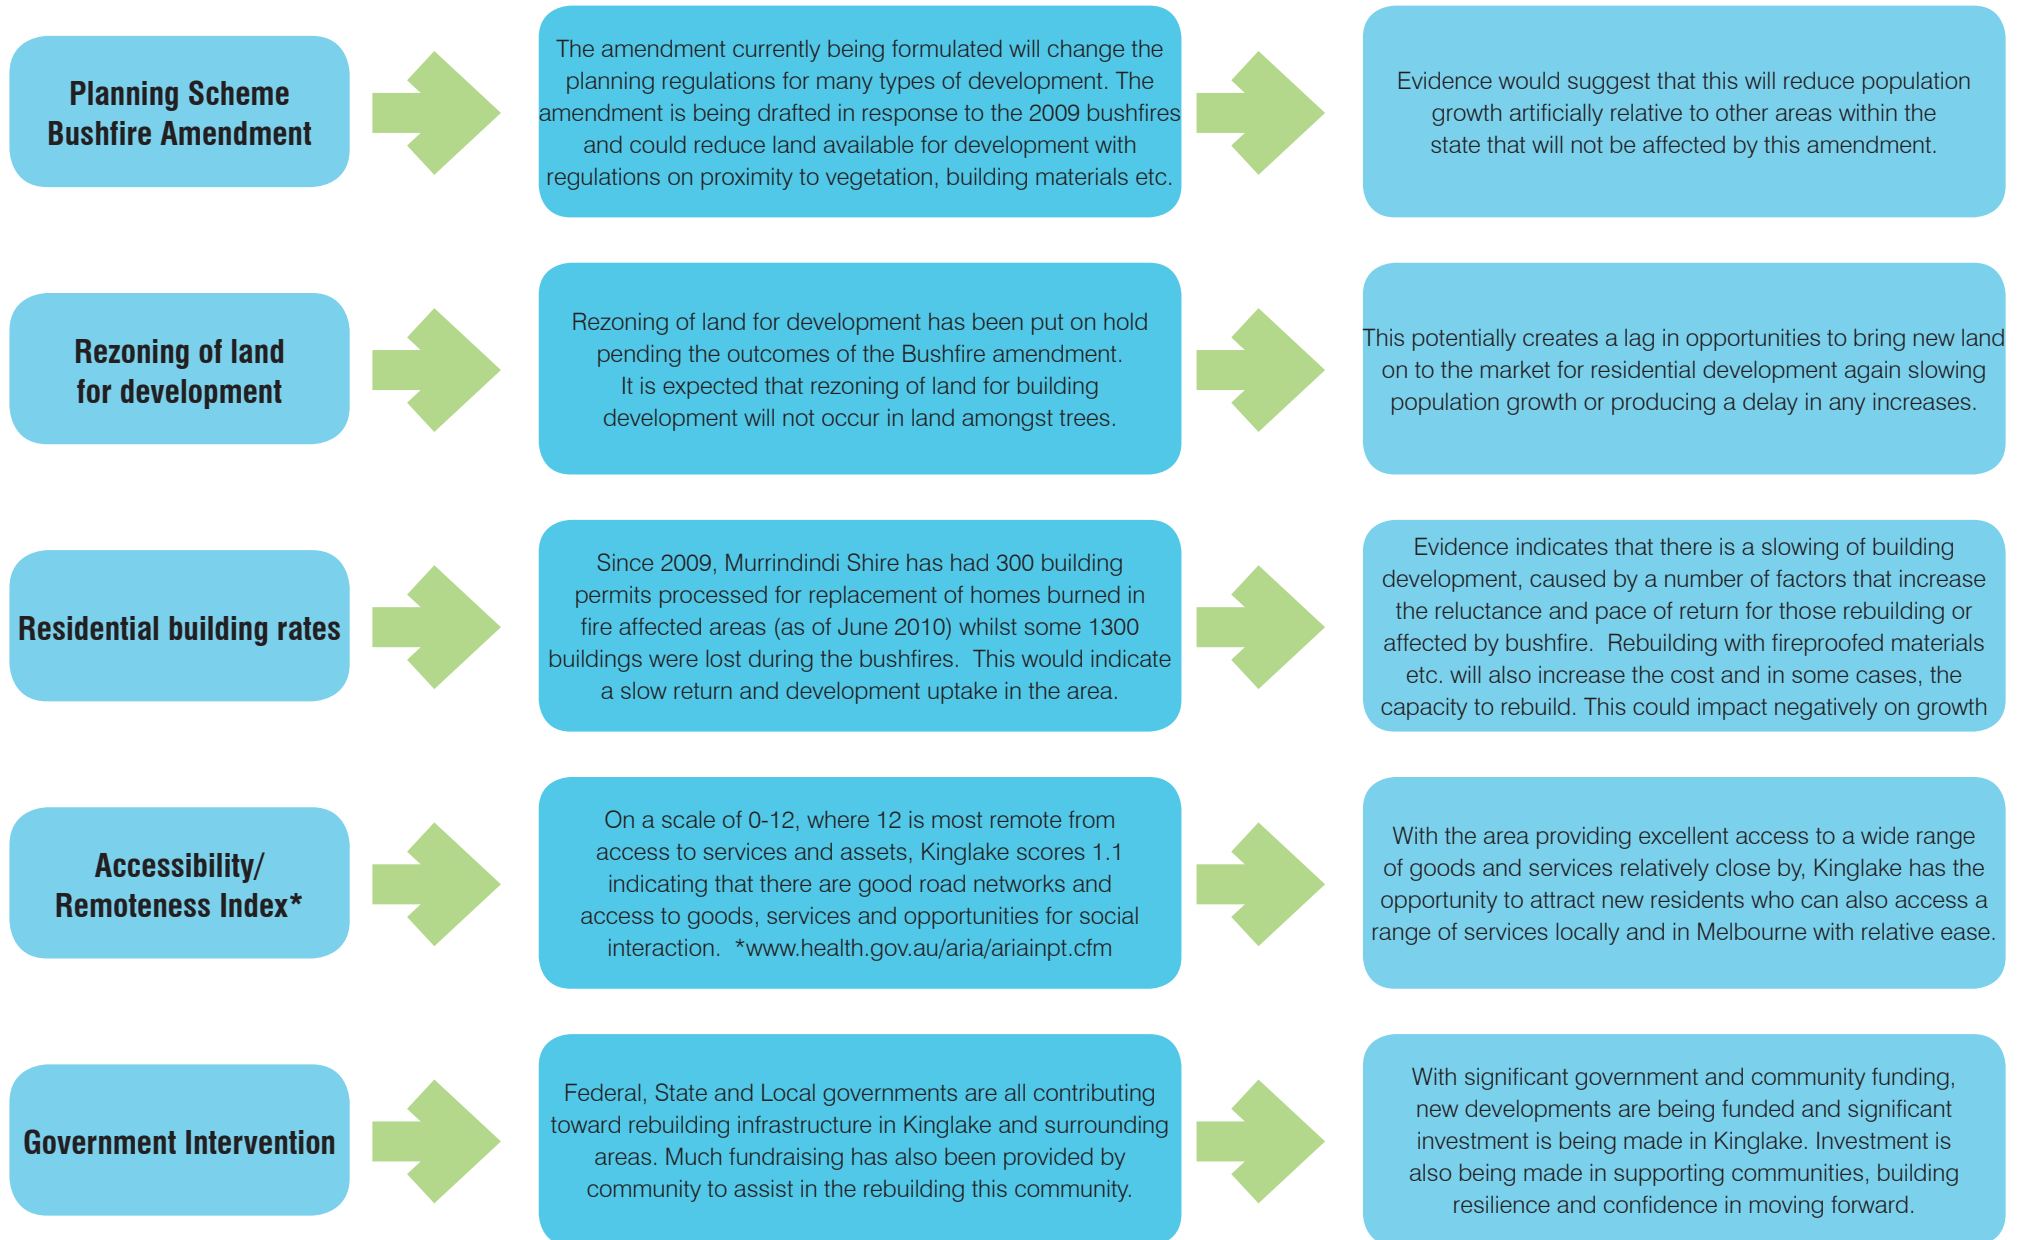 Planning Scheme
Bushfire Amendment
The amendment currently being formulated will change the
planning regulations for many types of development. The
amendment is being drafted in response to the 2009 bushfires
and could reduce land available for development with
regulations on proximity to vegetation, building materials etc.
Evidence would suggest that this will reduce population
growth artificially relative to other areas within the
state that will not be affected by this amendment.
Rezoning of land
for development
Rezoning of land for development has been put on hold
pending the outcomes of the Bushfire amendment.
It is expected that rezoning of land for building
development will not occur in land amongst trees.
This potentially creates a lag in opportunities to bring new land
on to the market for residential development again slowing
population growth or producing a delay in any increases.
Residential building rates
Since 2009, Murrindindi Shire has had 300 building
permits processed for replacement of homes burned in
fire affected areas (as of June 2010) whilst some 1300
buildings were lost during the bushfires.  This would indicate
a slow return and development uptake in the area.
Evidence indicates that there is a slowing of building
development, caused by a number of factors that increase
the reluctance and pace of return for those rebuilding or
affected by bushfire.  Rebuilding with fireproofed materials
etc. will also increase the cost and in some cases, the
capacity to rebuild. This could impact negatively on growth
Accessibility/
Remoteness Index*
On a scale of 0-12, where 12 is most remote from
access to services and assets, Kinglake scores 1.1
indicating that there are good road networks and
access to goods, services and opportunities for social
interaction.  *www.health.gov.au/aria/ariainpt.cfm
With the area providing excellent access to a wide range
of goods and services relatively close by, Kinglake has the
opportunity to attract new residents who can also access a
range of services locally and in Melbourne with relative ease.
Government Intervention
Federal, State and Local governments are all contributing
toward rebuilding infrastructure in Kinglake and surrounding
areas. Much fundraising has also been provided by
community to assist in the rebuilding this community.
With significant government and community funding,
new developments are being funded and significant
investment is being made in Kinglake. Investment is
also being made in supporting communities, building
resilience and confidence in moving forward.